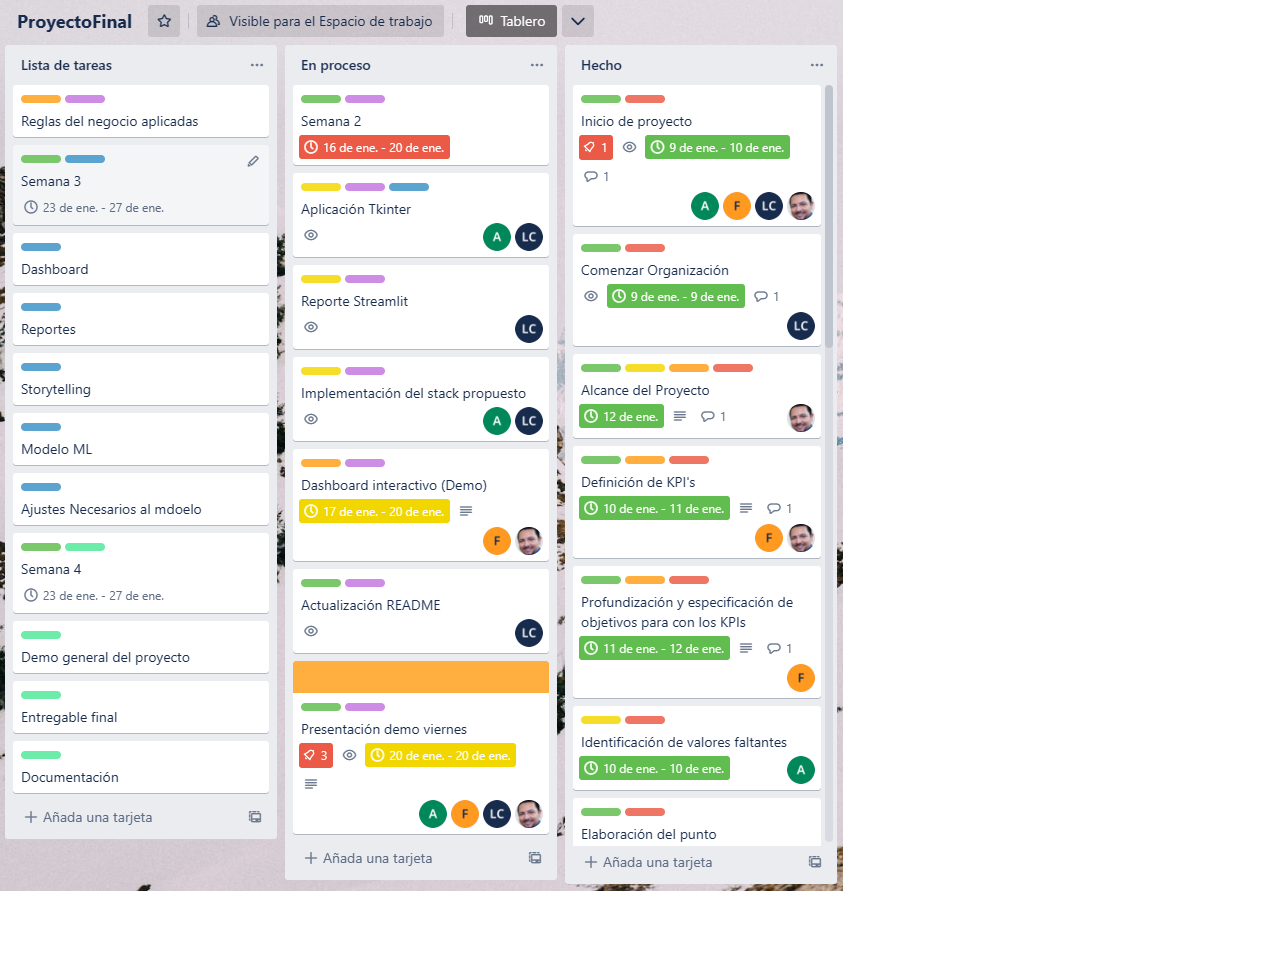 ProyectoFinal
Visible para el Espacio de trabajo
Tablero
Lista de tareas
Reglas del negocio aplicadas
Semana 3
23 de ene. - 27 de ene.
Dashboard
Reportes
Storytelling
Modelo ML
Ajustes Necesarios al mdoelo
Semana 4
23 de ene. - 27 de ene.
Demo general del proyecto
Entregable final
Documentación
Añada una tarjeta
En proceso
Semana 2
16 de ene. - 20 de ene.
Aplicación Tkinter
A LC
Reporte Streamlit
LC
Implementación del stack propuesto
A LC
Dashboard interactivo (Demo)
17 de ene. - 20 de ene.
F
Actualización README
LC
Presentación demo viernes
3 20 de ene. - 20 de ene.
A F LC
Añada una tarjeta
Hecho
Inicio de proyecto
1 9 de ene. - 10 de ene.
1
A F LC
Comenzar Organización
9 de ene. - 9 de ene. 1
LC
Alcance del Proyecto
12 de ene. 1
Definición de KPI's
10 de ene. - 11 de ene. 1
F
Profundización y especificación de
objetivos para con los KPIs
11 de ene. - 12 de ene. 1
F
Identificación de valores faltantes
10 de ene. - 10 de ene.
A
Elaboración del punto
Añada una tarjeta